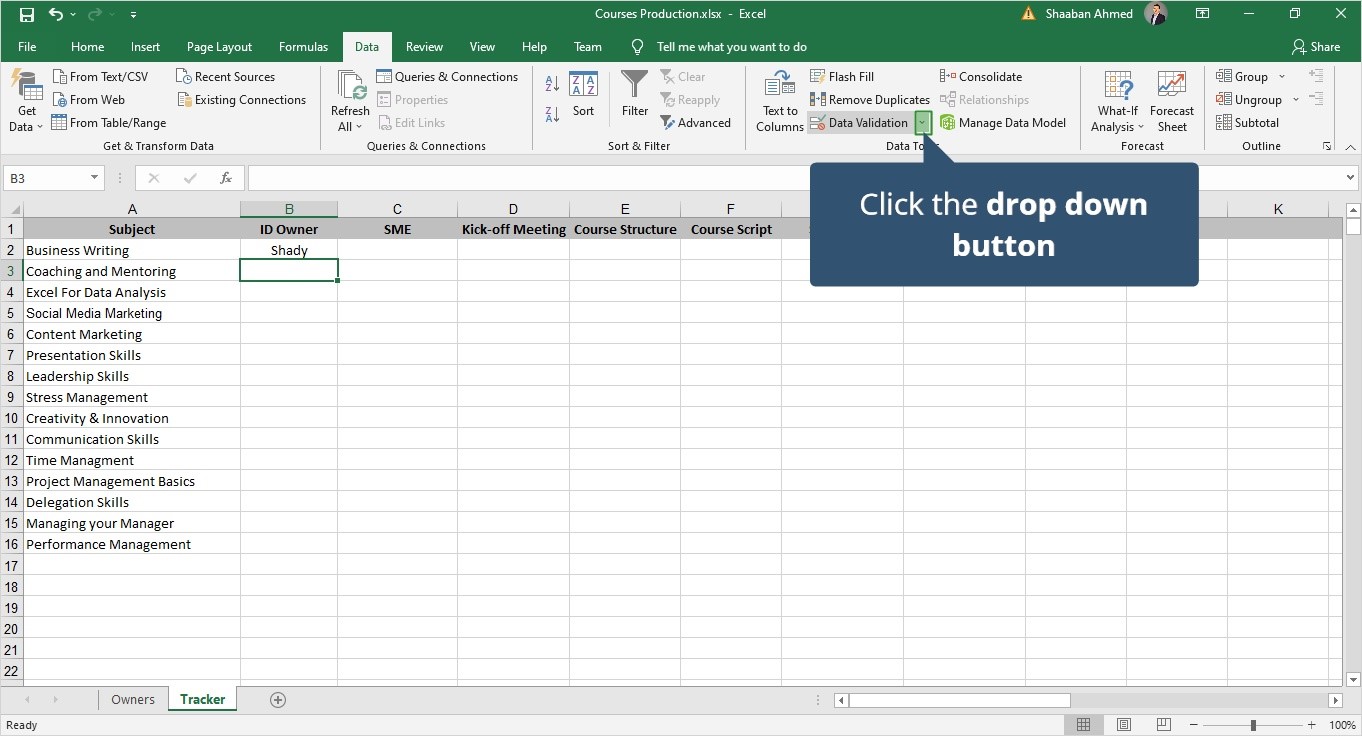 Courses Production.xlsx - Excel
Shaaban Ahmed
File Home Insert Page Layout Formulas Data Review View Help Team Tell me what you want to do Share
Get Data
From Text/CSV
From Web
From Table/Range
Recent Sources
Existing Connections
Get & Transform Data
Refresh All
Queries & Connections
Properties
Edit Links
Queries & Connections
Sort
Filter
Clear
Reapply
Advanced
Sort & Filter
Text to Columns
Flash Fill
Remove Duplicates
Data Validation
Consolidate
Relationships
Manage Data Model
Data To
What-If Analysis
Forecast Sheet
Forecast
Group
Ungroup
Subtotal
Outline
Click the drop down
button
B3
fx
A B C D E F K
1 Subject ID Owner SME Kick-off Meeting Course Structure Course Script
2 Business Writing Shady
3 Coaching and Mentoring
4 Excel For Data Analysis
5 Social Media Marketing
6 Content Marketing
7 Presentation Skills
8 Leadership Skills
9 Stress Management
10 Creativity & Innovation
11 Communication Skills
12 Time Managment
13 Project Management Basics
14 Delegation Skills
15 Managing your Manager
16 Performance Management
17
18
19
20
21
22
Owners Tracker
Ready
100%